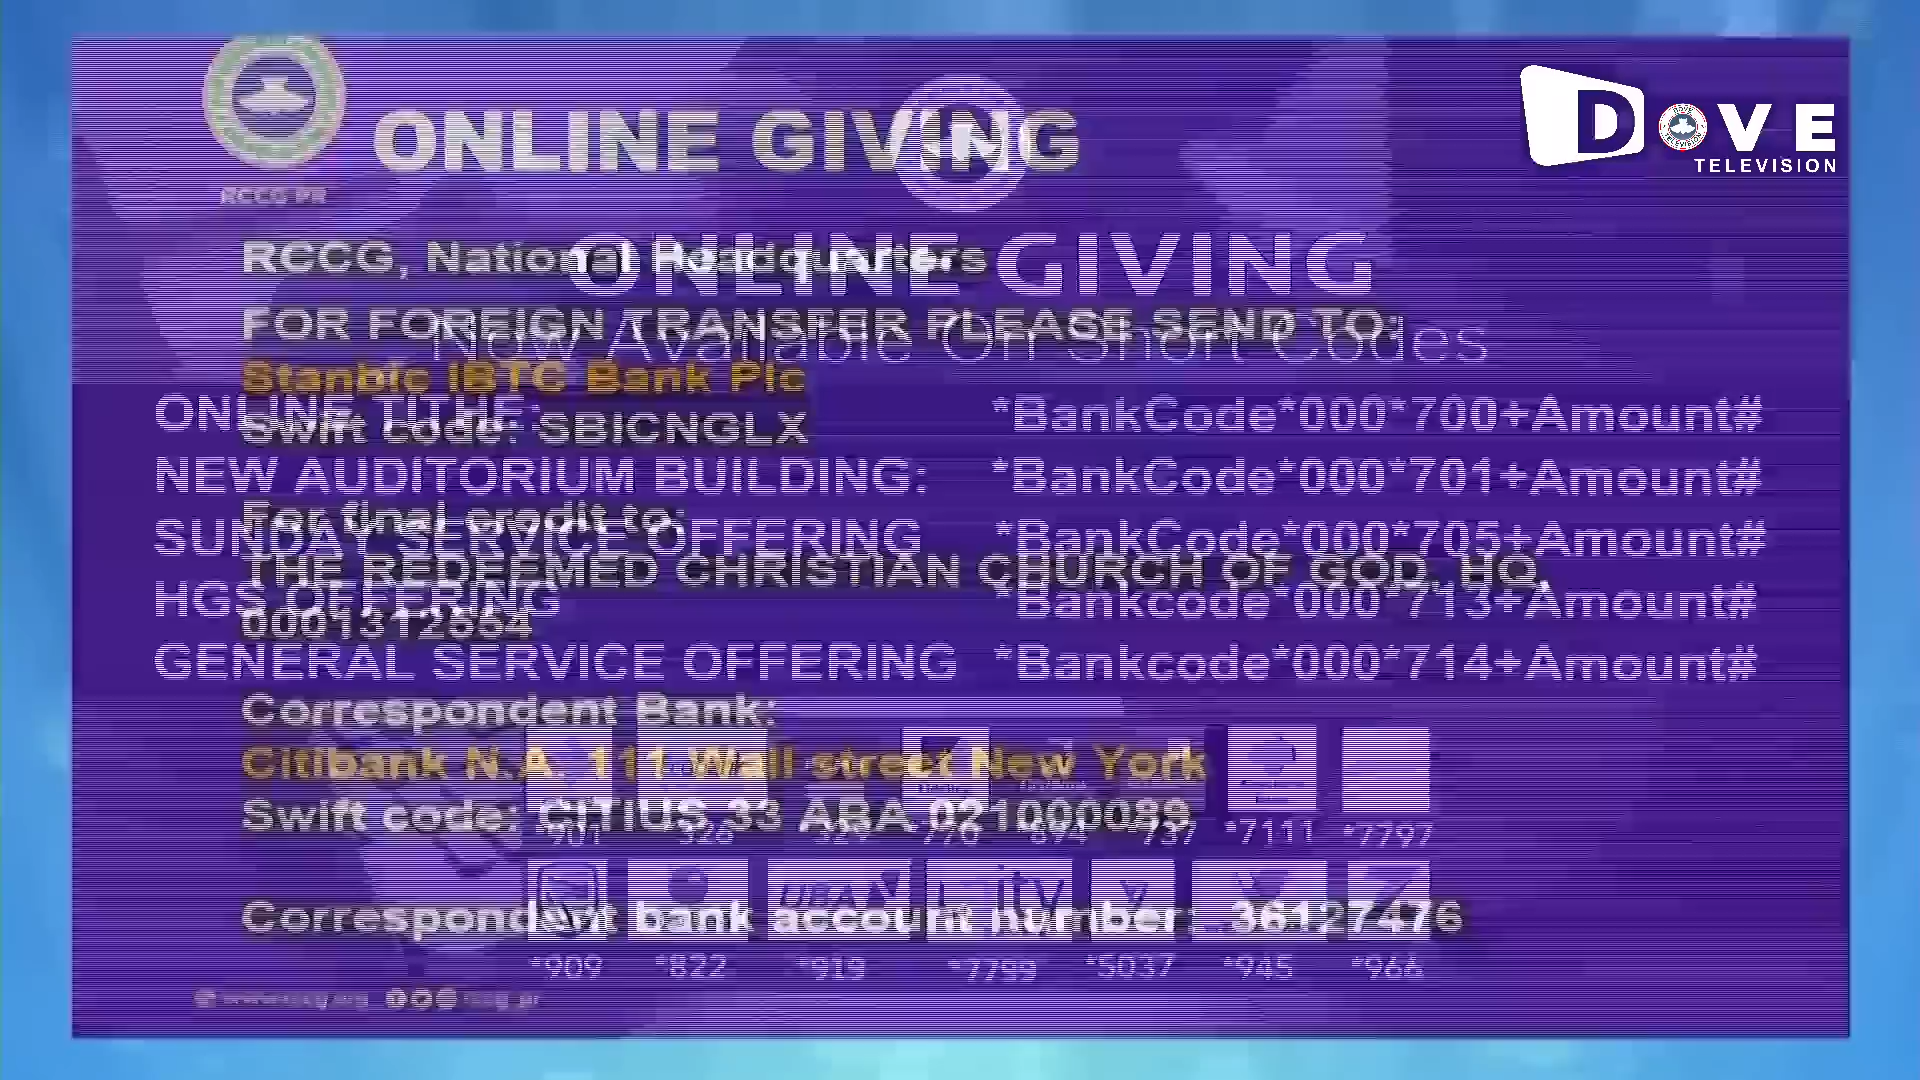 DOVE
TELEVISION
RCCG PR
ONLINE GIVING
RCCG, National Headquarters
FOR FOREIGN TRANSFER PLEASE SEND TO:
Stanbic IBTC Bank Plc
Swift code: SBICNGLX
For final credit to:
THE REDEEMED CHRISTIAN CHURCH OF GOD, HQ,
Correspondent Bank:
Citibank N.A. 111 Wall street New York
Swift code: CITIUS 33 ABA 021000089
Correspondent bank account number: 36127476
ONLINE GIVING
Now Available On Short Codes
ONLINE TITHE: *BankCode*000*700+Amount#
NEW AUDITORIUM BUILDING: *BankCode*000*701+Amount#
SUNDAY SERVICE OFFERING *BankCode*000*705+Amount#
HGS OFFERING *Bankcode*000*713+Amount#
GENERAL SERVICE OFFERING *Bankcode*000*714+Amount#
*7111 *7797
UBA
*909 *822 *919 *7799 *5037 *945 *966